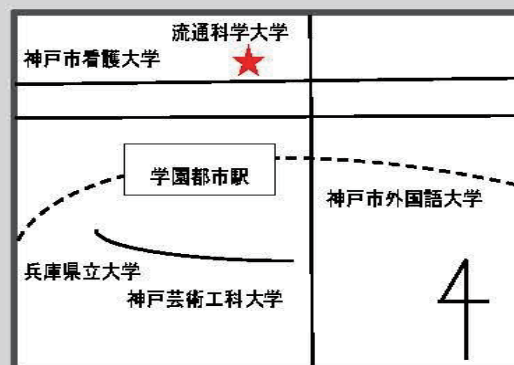 流通科学大学
神戸市看護大学
学園都市駅
神戸市外国語大学
兵庫県立大学
神戸芸術工科大学